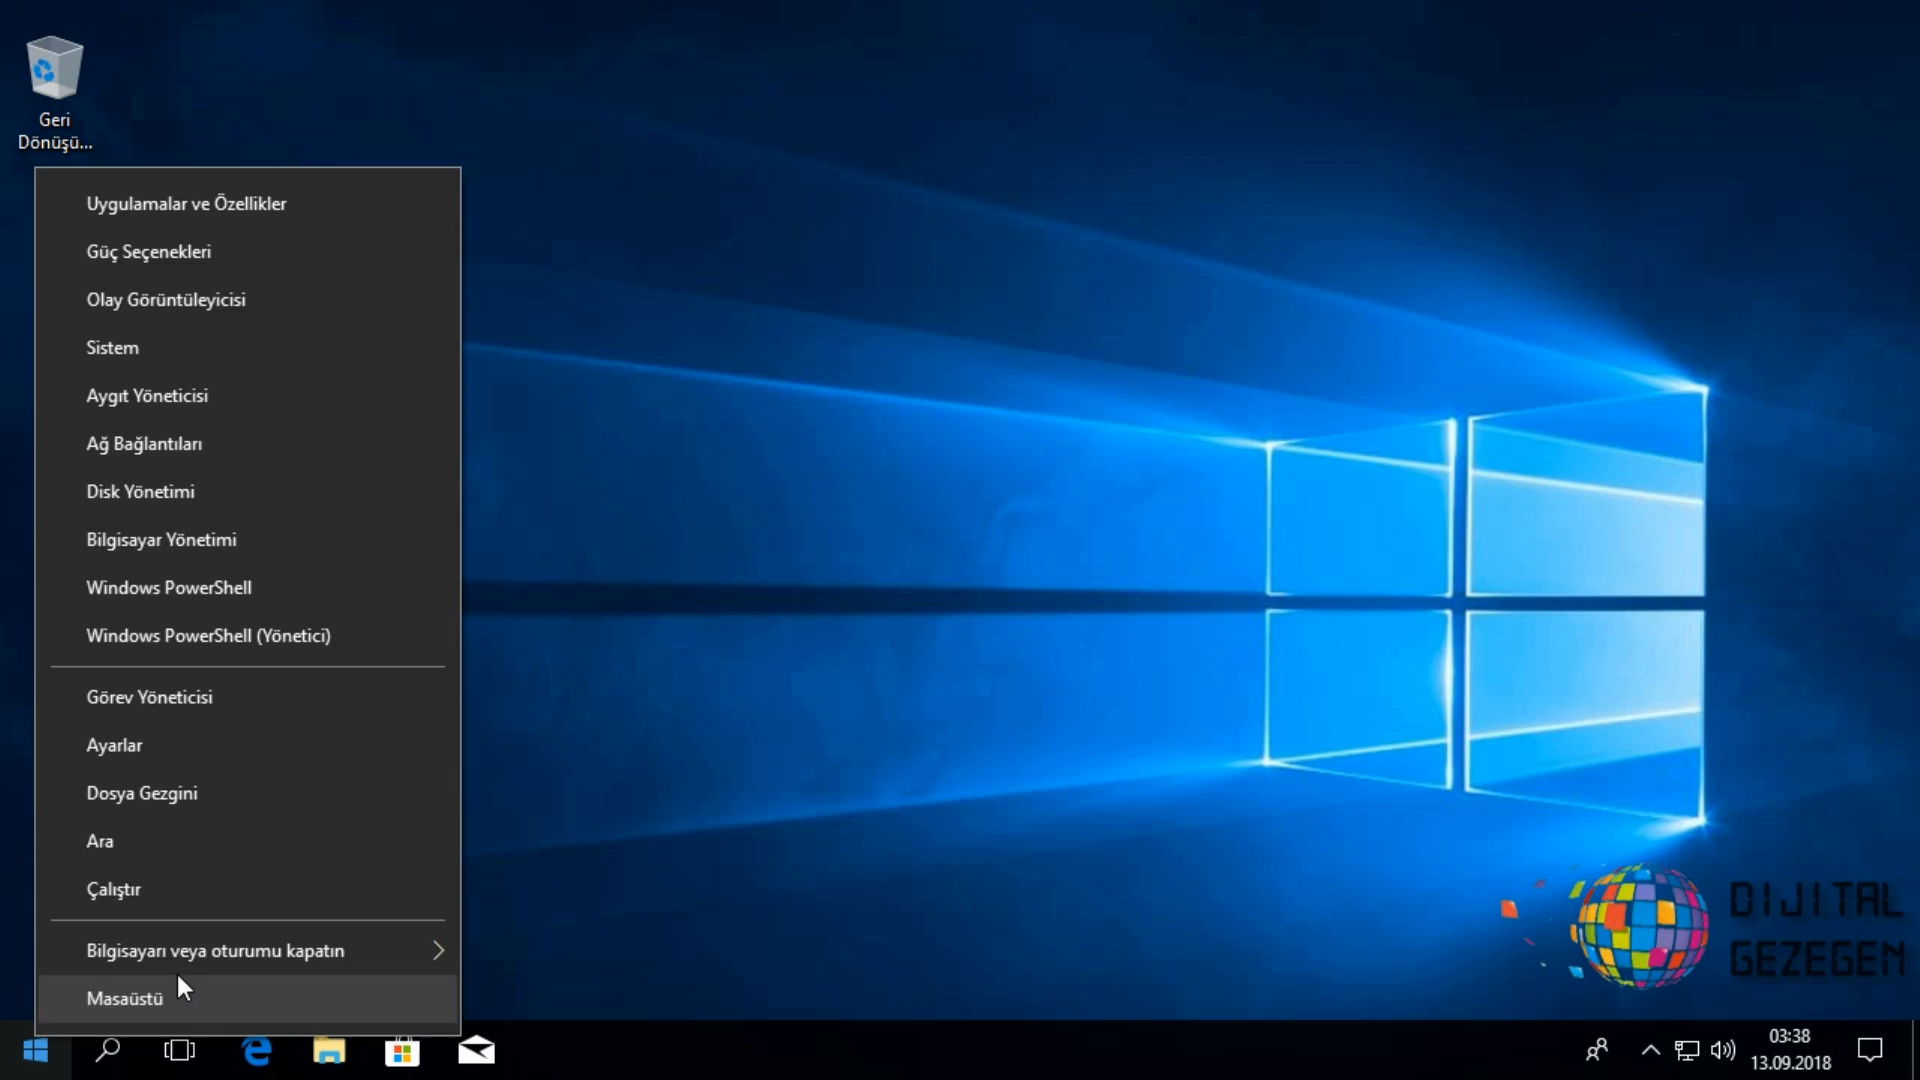 Geri
Dönüşü...
Uygulamalar ve Özellikler
Güç Seçenekleri
Olay Görüntüleyicisi
Sistem
Aygıt Yöneticisi
Ağ Bağlantıları
Disk Yönetimi
Bilgisayar Yönetimi
Windows PowerShell
Windows PowerShell (Yönetici)
Görev Yöneticisi
Ayarlar
Dosya Gezgini
Ara
Çalıştır
Bilgisayarı veya oturumu kapatın
Masaüstü
DIJITAL
GEZEGEN
03:38
13.09.2018